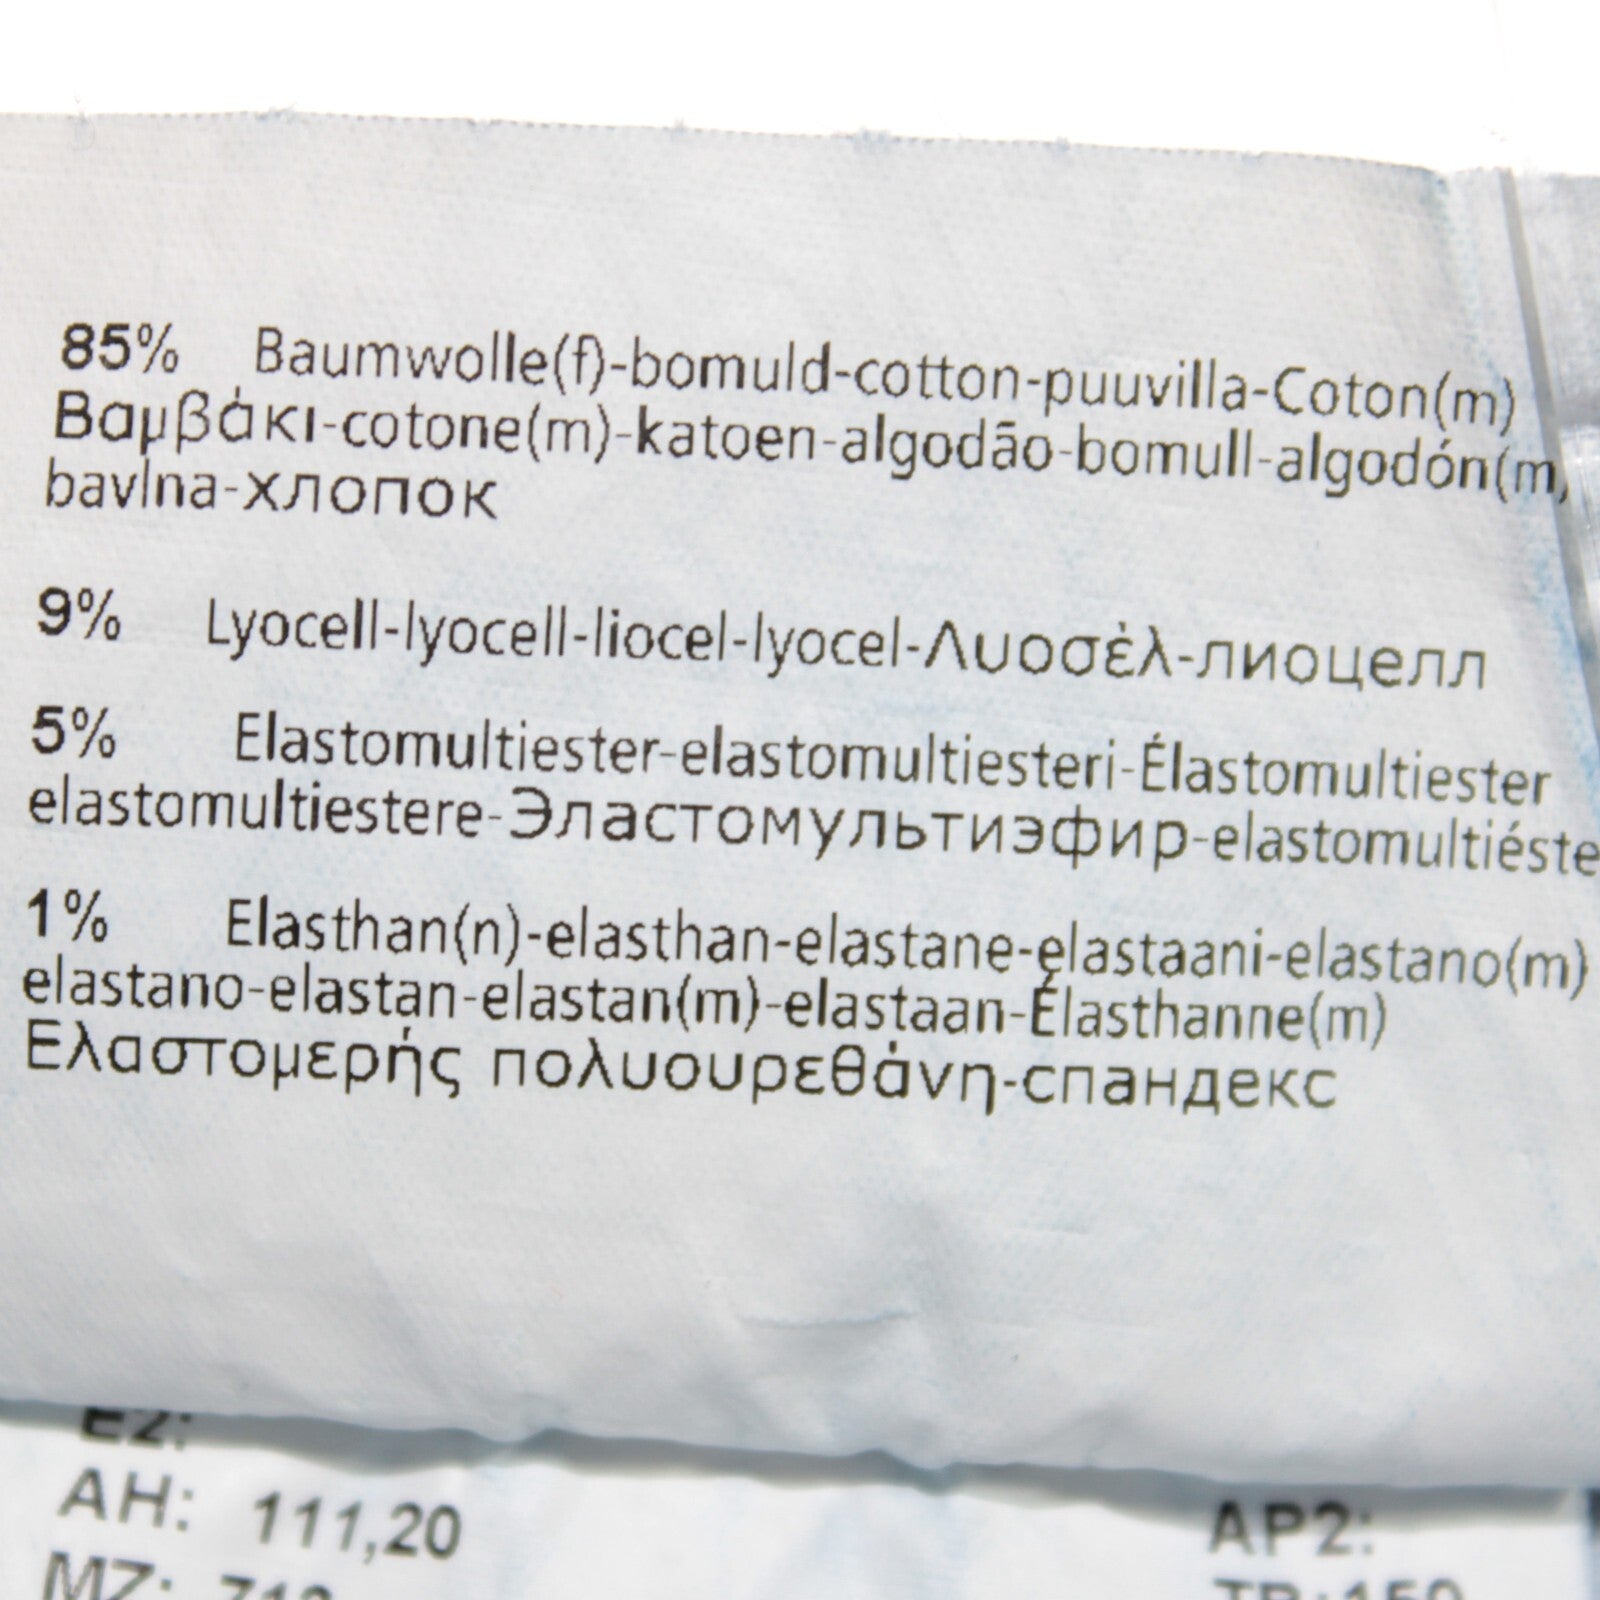 85% Baumwolle(f)-bomuld-cotton-puuvilla-Coton(m)
Βαμβάκι-cotone(m)-katoen-algodão-bomull-algodón(m)
bavlna-хлопок
9% Lyocell-lyocell-liocel-lyocel-Λυοσέλ-лиоцелл
5% Elastomultiester-elastomultiesteri-Élastomultiester
elastomultiestere-Эластомультиэфир-elastomultiéste
1% Elasthan(n)-elasthan-elastane-elastaani-elastano(m)
elastano-elastan-elastan(m)-elastaan-Élasthanne(m)
Ελαστομερής πολυουρεθάνη-спандекс
E2:
AH: 111,20
AP2:
MZ: